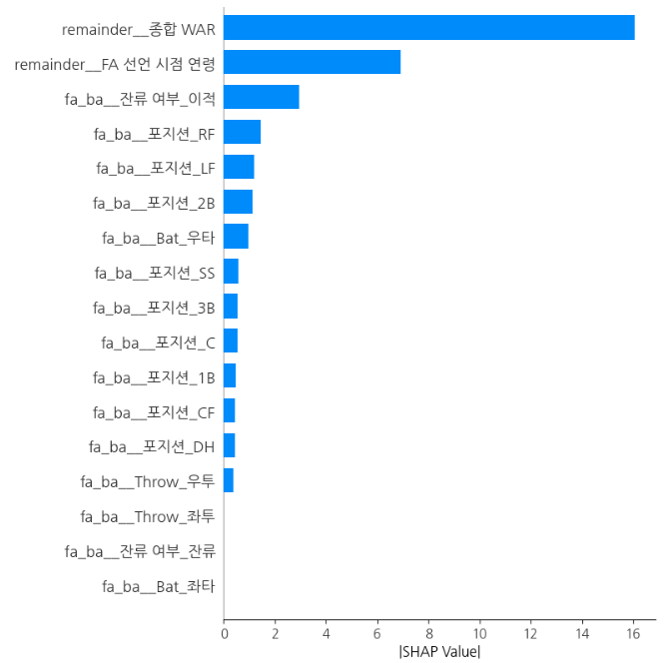 remainder__종합 WAR
remainder__FA 선언 시점 연령
fa_ba__잔류 여부_이적
fa_ba__포지션_RF
fa_ba__포지션_LF
fa_ba__포지션_2B
fa_ba__Bat_우타
fa_ba__포지션_SS
fa_ba__포지션_3B
fa_ba__포지션_C
fa_ba__포지션_1B
fa_ba__포지션_CF
fa_ba__포지션_DH
fa_ba__Throw_우투
fa_ba__Throw_좌투
fa_ba__잔류 여부_잔류
fa_ba__Bat_좌타
0 2 4 6 8 10 12 14 16
|SHAP Value|